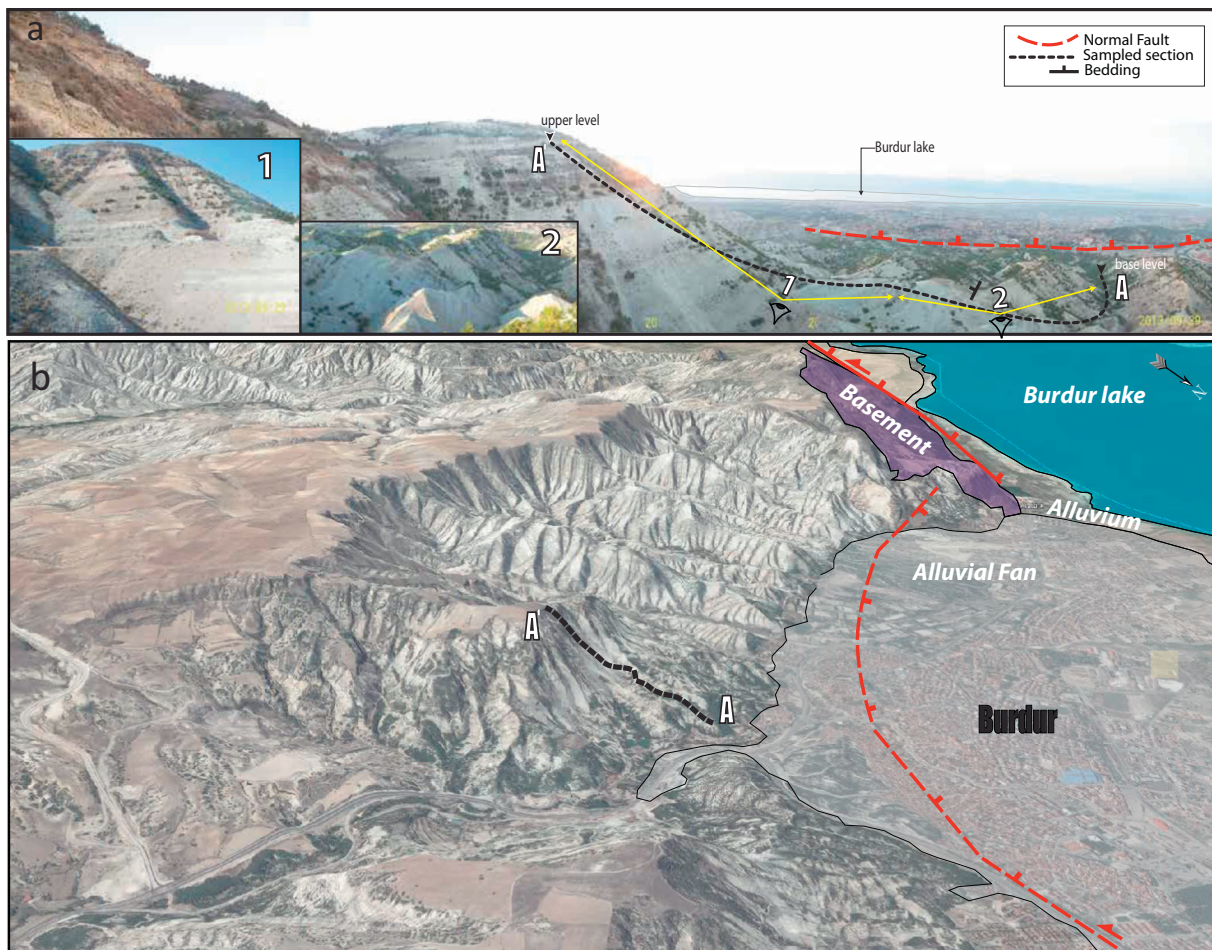 a
Normal Fault
Sampled section
Bedding
upper level
A
Burdur lake
1
2
base level
A
1
2
b
N
Burdur lake
Basement
Alluvium
Alluvial Fan
A'
A
Burdur